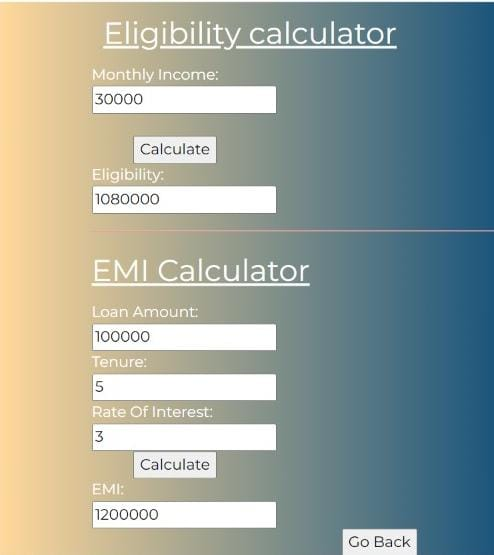 Eligibility calculator
Monthly Income:
30000
Calculate
Eligibility:
1080000
EMI Calculator
Loan Amount:
100000
Tenure:
5
Rate Of Interest:
3
Calculate
EMI:
1200000
Go Back